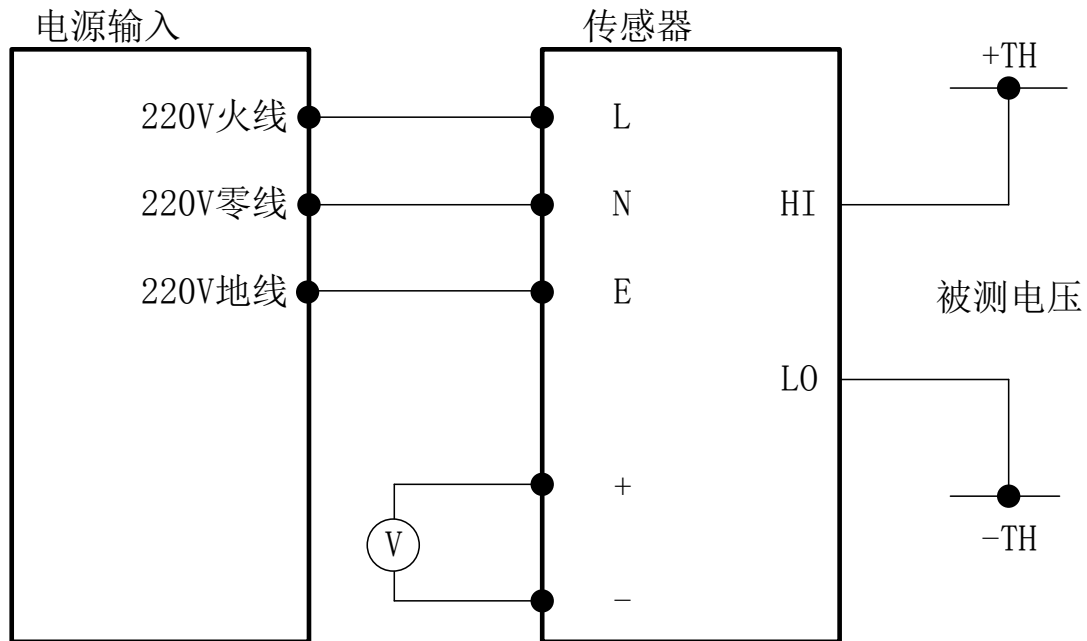 电源输入
传感器
+TH
220V火线
L
220V零线
N
HI
220V地线
E
被测电压
LO
+
V
-TH
-